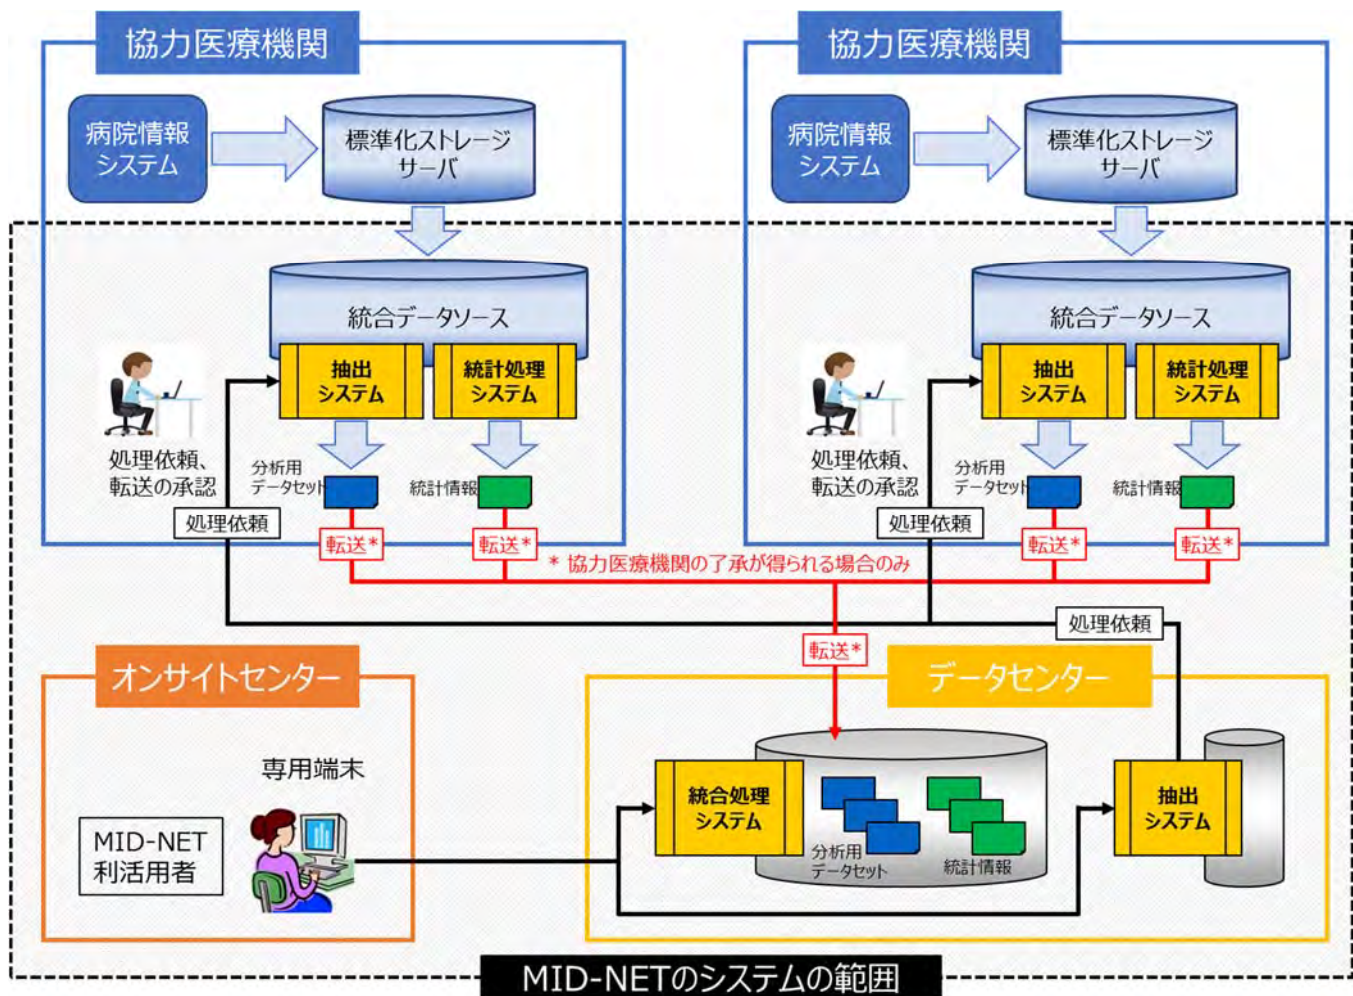 協力医療機関
協力医療機関
病院情報
システム
標準化ストレージ
サーバ
病院情報
システム
標準化ストレージ
サーバ
統合データソース
抽出
システム
統計処理
システム
処理依頼、
転送の承認
分析用
データセット
統計情報
処理依頼
転送*
転送*
統合データソース
抽出
システム
統計処理
システム
処理依頼、
転送の承認
分析用
データセット
統計情報
処理依頼
転送*
転送*
* 協力医療機関の了承が得られる場合のみ
処理依頼
転送*
オンサイトセンター
専用端末
MID-NET
利活用者
データセンター
統合処理
システム
分析用
データセット
統計情報
抽出
システム
MID-NETのシステムの範囲